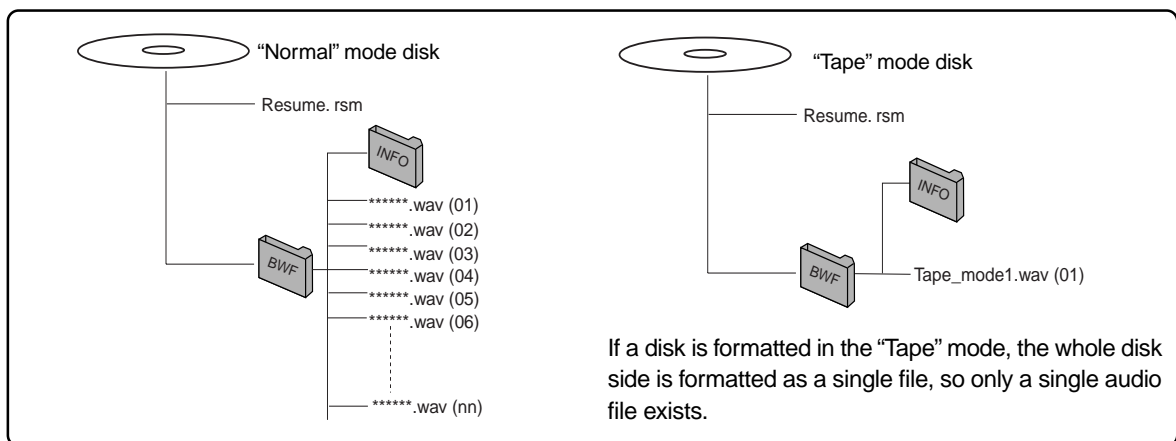 “Normal” mode disk
Resume. rsm
INFO
******.wav (01)
******.wav (02)
******.wav (03)
BWF
******.wav (04)
******.wav (05)
******.wav (06)
******.wav (nn)
“Tape” mode disk
Resume. rsm
INFO
BWF
Tape_mode1.wav (01)
If a disk is formatted in the “Tape” mode, the whole disk
side is formatted as a single file, so only a single audio
file exists.